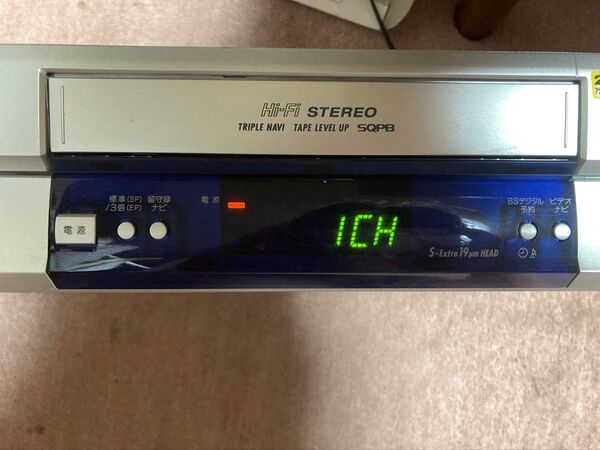 Hi-Fi STEREO
TRIPLE NAVI TAPE LEVEL UP SQPB
標準(SP)
/3倍(EP)
留守録
ナビ
電源
電源
1CH
S-Extra 19μm HEAD
BSデジタル
予約
ビデオ
ナビ